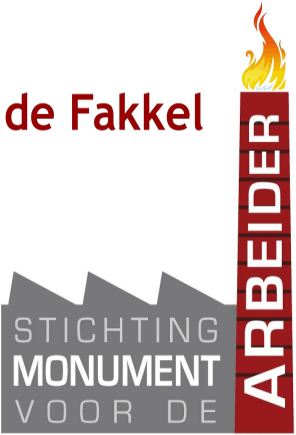 de Fakkel
STICHTING
MONUMENT
VOOR DE
ARBEIDER